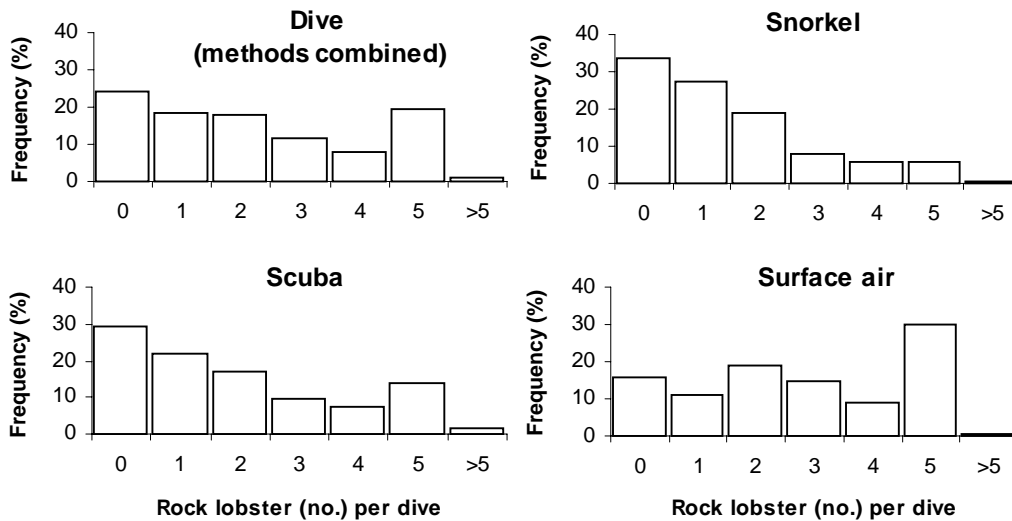 Dive
(methods combined)
Frequency (%)
40
30
20
10
0
0 1 2 3 4 5 >5
Snorkel
Frequency (%)
40
30
20
10
0
0 1 2 3 4 5 >5
Scuba
Frequency (%)
40
30
20
10
0
0 1 2 3 4 5 >5
Rock lobster (no.) per dive
Surface air
Frequency (%)
40
30
20
10
0
0 1 2 3 4 5 >5
Rock lobster (no.) per dive